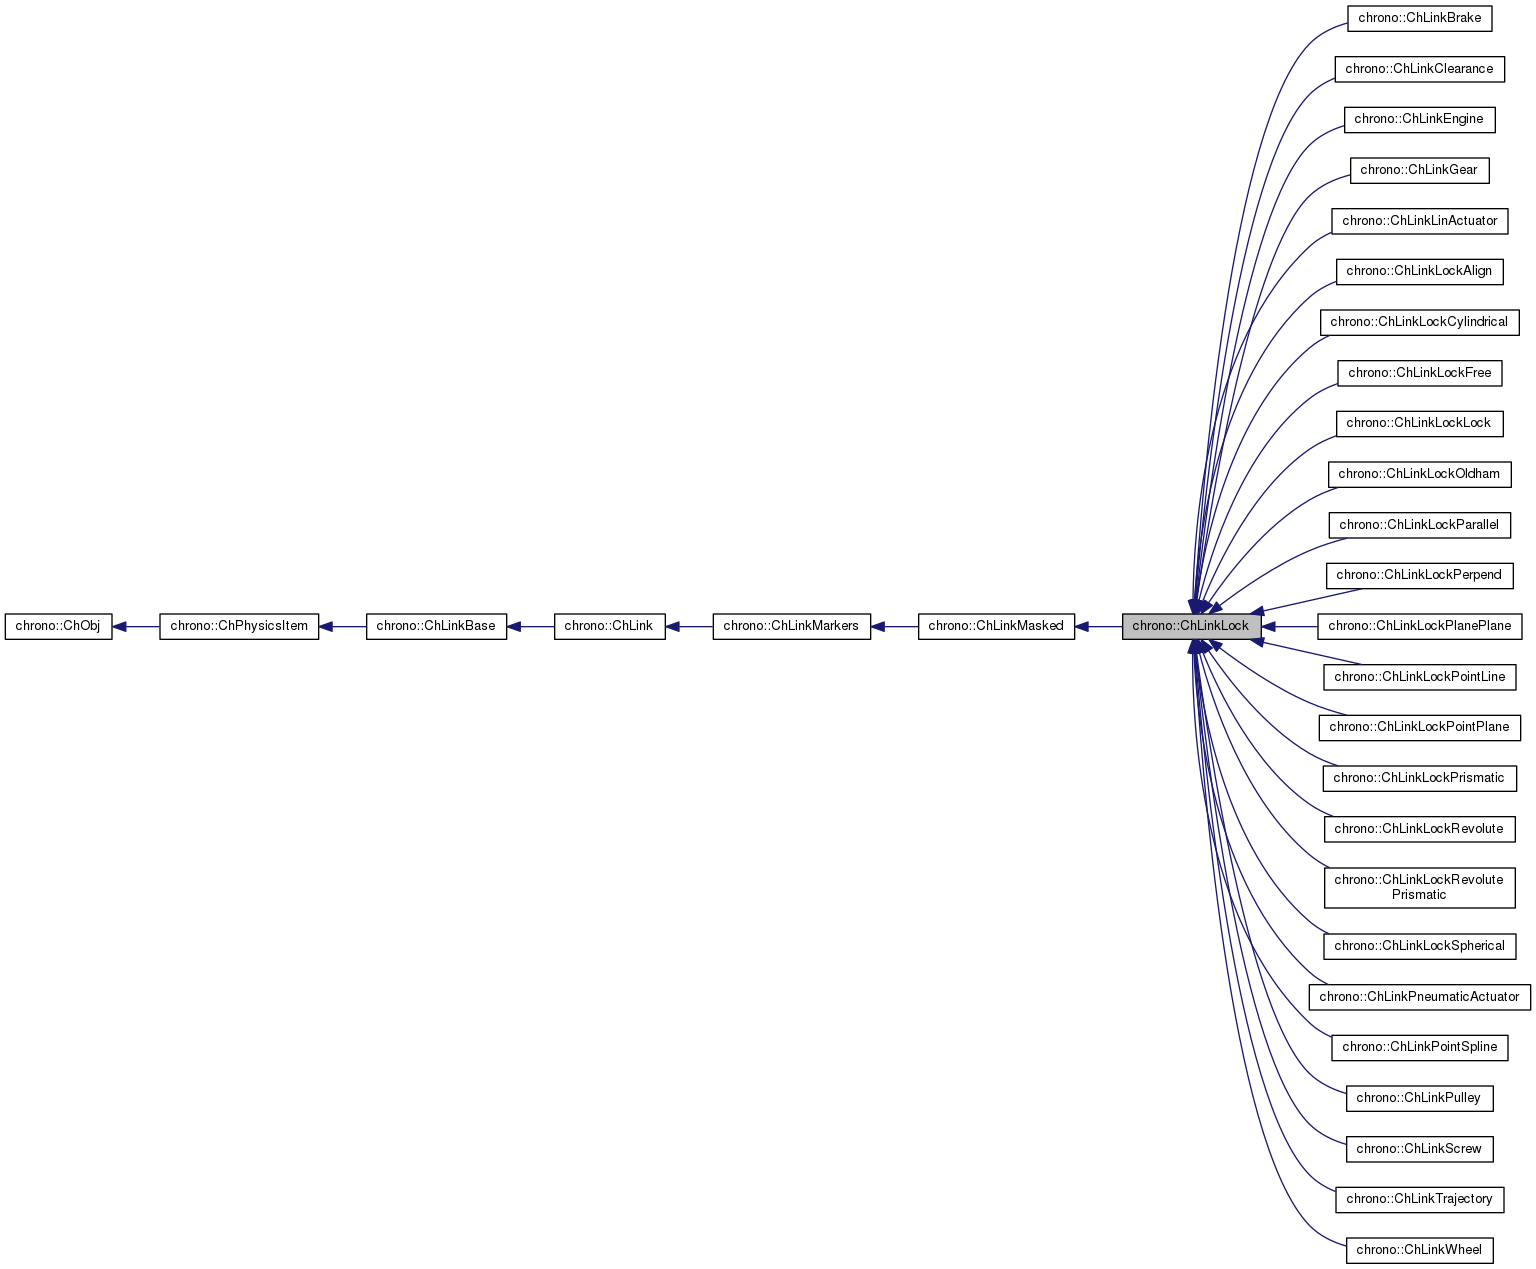 chrono::ChLinkBrake
chrono::ChLinkClearance
chrono::ChLinkEngine
chrono::ChLinkGear
chrono::ChLinkLinActuator
chrono::ChLinkLockAlign
chrono::ChLinkLockCylindrical
chrono::ChLinkLockFree
chrono::ChLinkLockLock
chrono::ChLinkLockOldham
chrono::ChLinkLockParallel
chrono::ChLinkLockPerpend
chrono::ChObj
chrono::ChPhysicsItem
chrono::ChLinkBase
chrono::ChLink
chrono::ChLinkMarkers
chrono::ChLinkMasked
chrono::ChLinkLock
chrono::ChLinkLockPlanePlane
chrono::ChLinkLockPointLine
chrono::ChLinkLockPointPlane
chrono::ChLinkLockPrismatic
chrono::ChLinkLockRevolute
chrono::ChLinkLockRevolute
Prismatic
chrono::ChLinkLockSpherical
chrono::ChLinkPneumaticActuator
chrono::ChLinkPointSpline
chrono::ChLinkPulley
chrono::ChLinkScrew
chrono::ChLinkTrajectory
chrono::ChLinkWheel